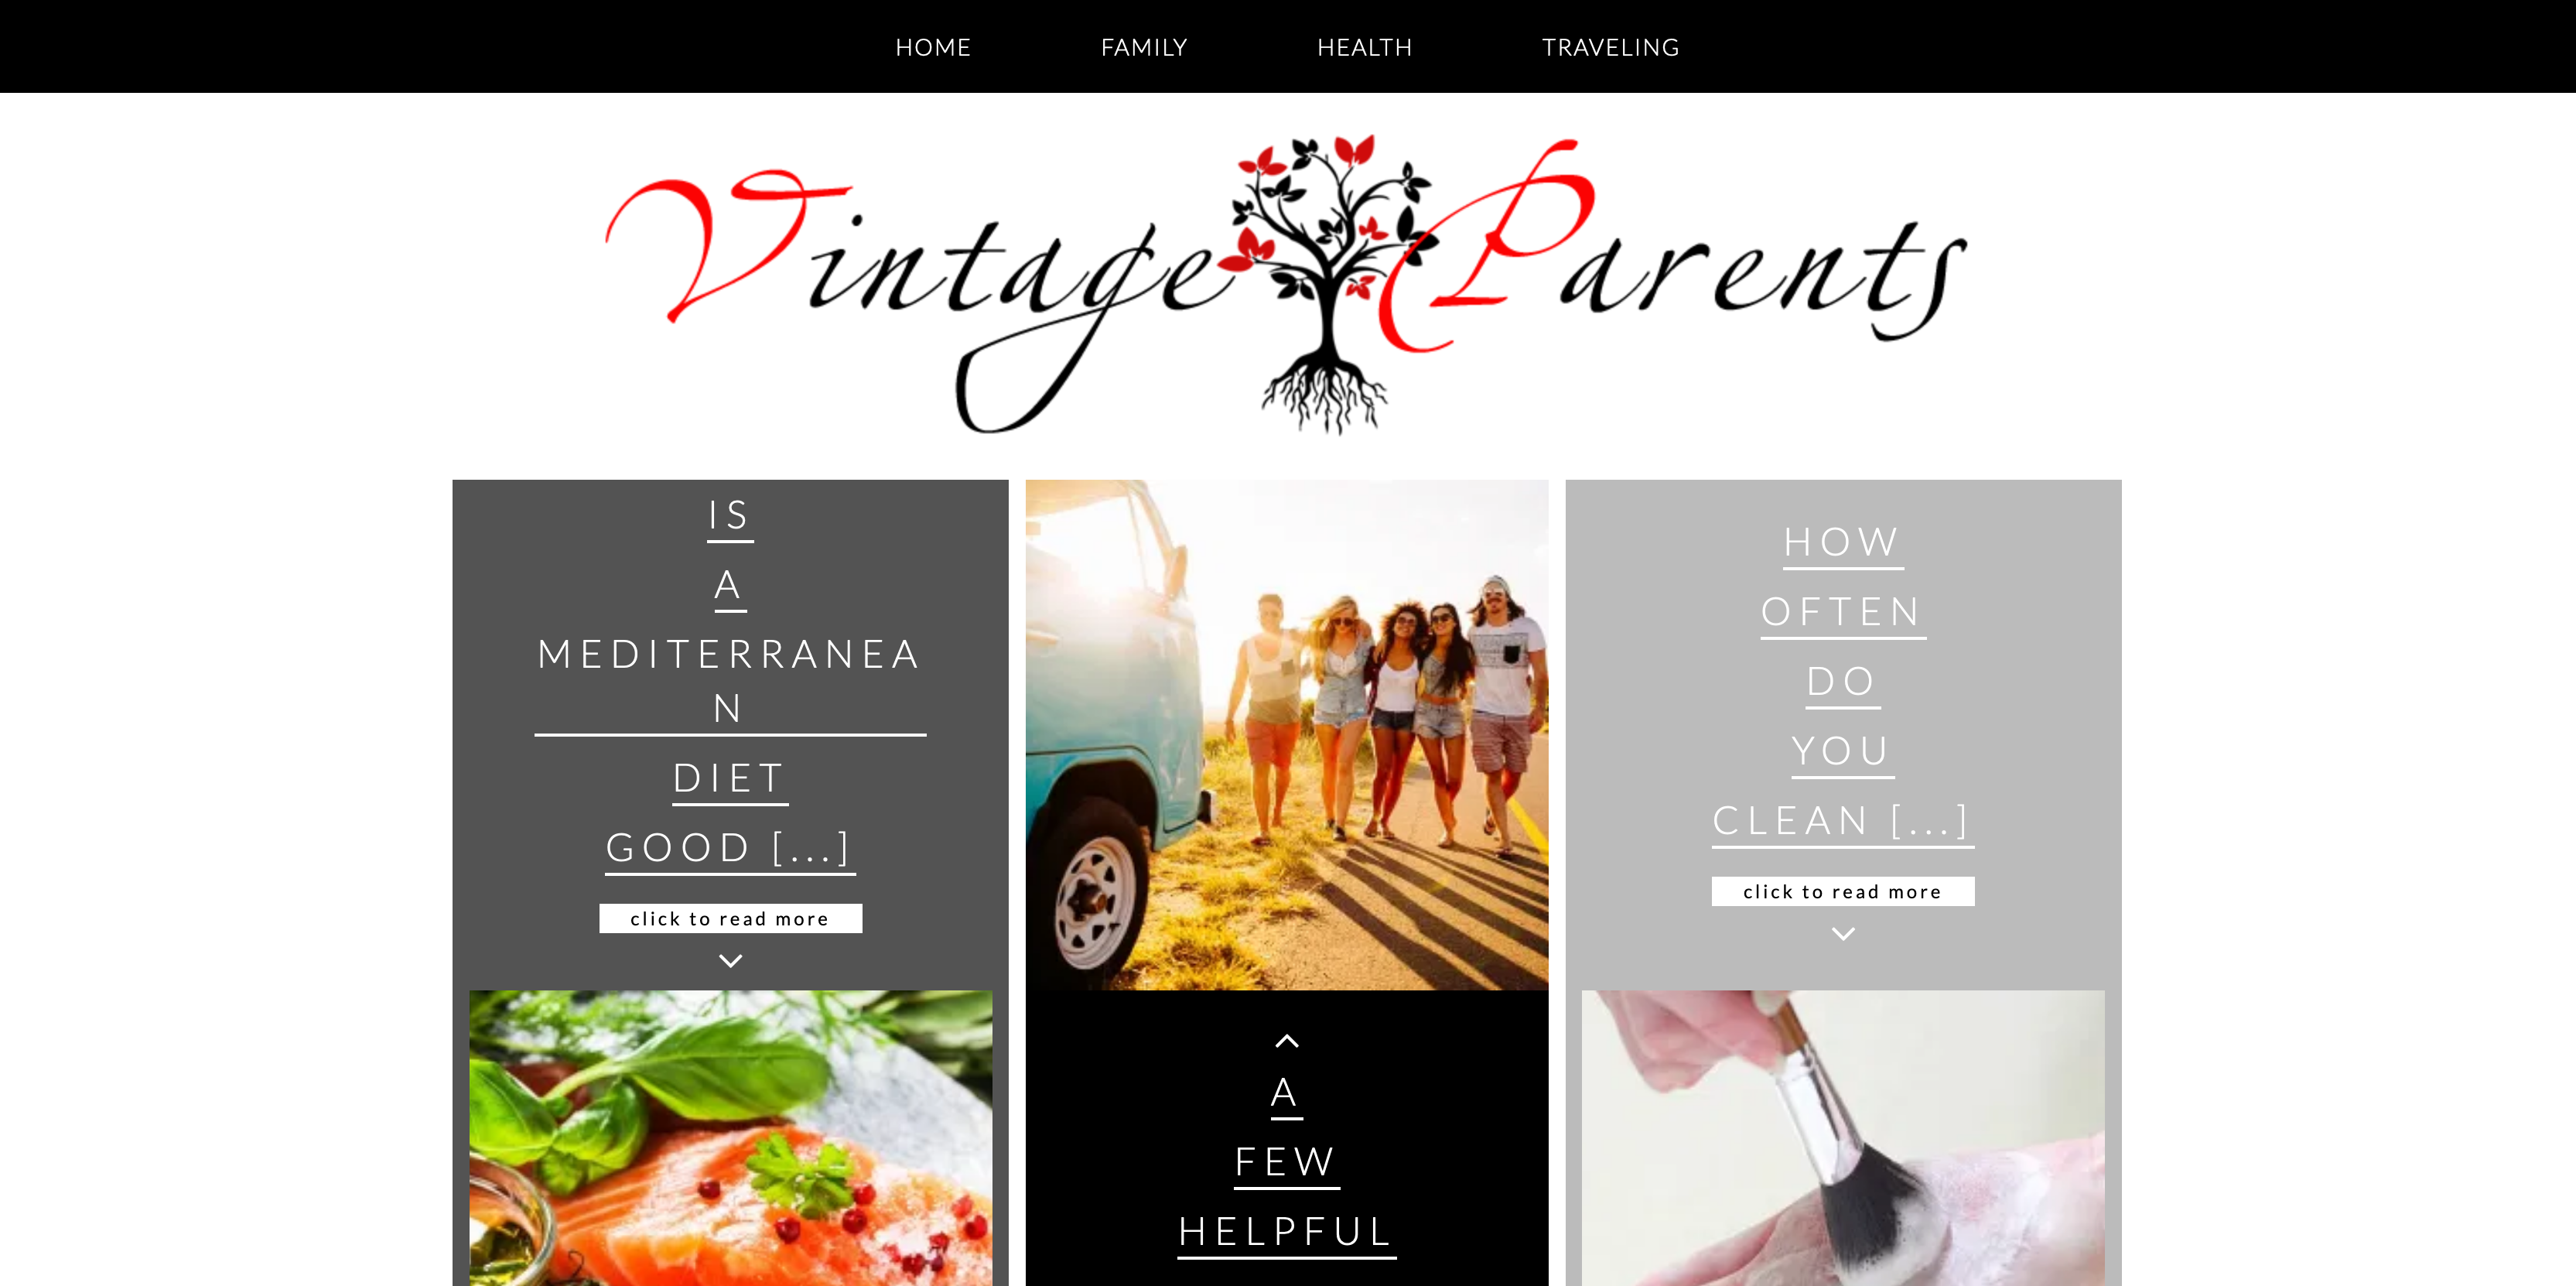 HOME FAMILY HEALTH TRAVELING
Vintage Parents
IS
A
MEDITERRANEA
N
DIET
GOOD [...]
click to read more
A
FEW
HELPFUL
HOW
OFTEN
DO
YOU
CLEAN [...]
click to read more